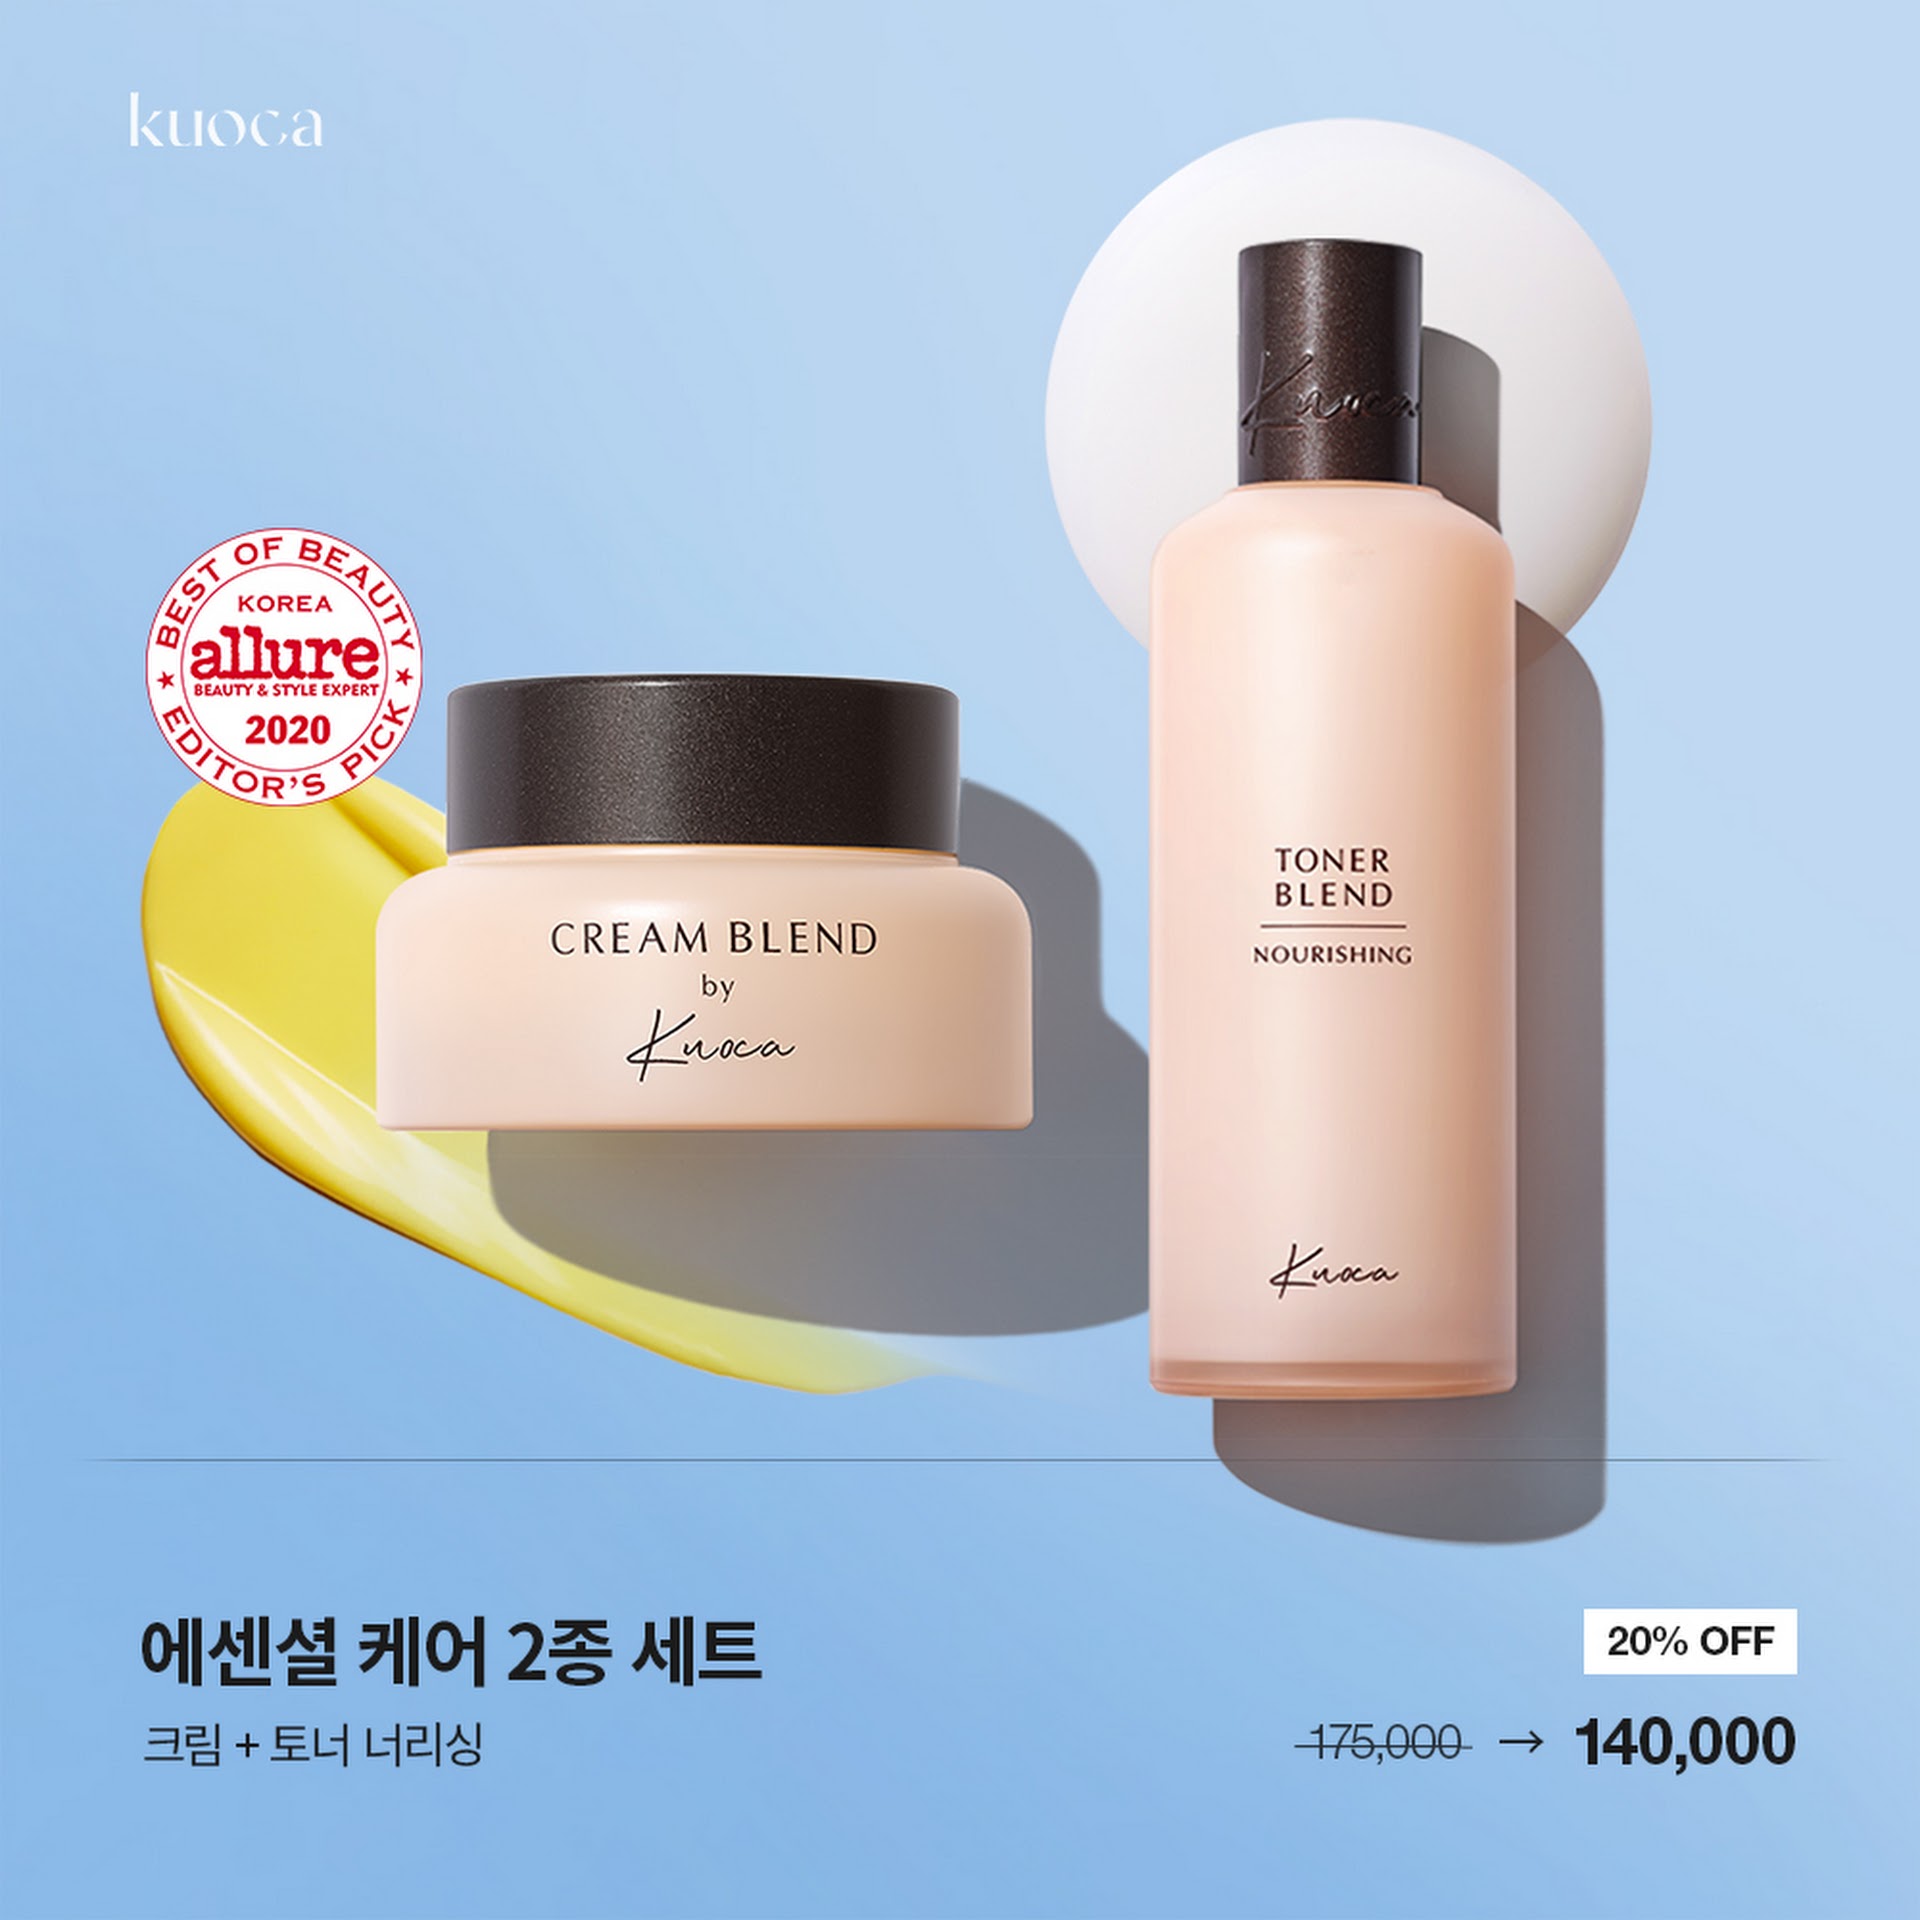 kuoca
BEST OF BEAUTY
KOREA
allure
BEAUTY & STYLE EXPERT
2020
EDITOR'S PICK
Kuoca
CREAM BLEND
by
Kuoca
TONER
BLEND
NOURISHING
Kuoca
에센셜 케어 2종 세트
크림 + 토너 너리싱
20% OFF
175,000 → 140,000